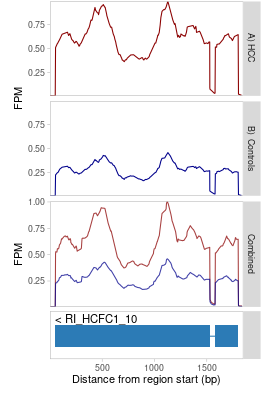 0.75
0.50
0.25
A) HCC
FPM
0.75
0.50
0.25
B) Controls
1.00
0.75
0.50
0.25
FPM
Combined
< RI_HCFC1_10
500
1000
1500
Distance from region start (bp)